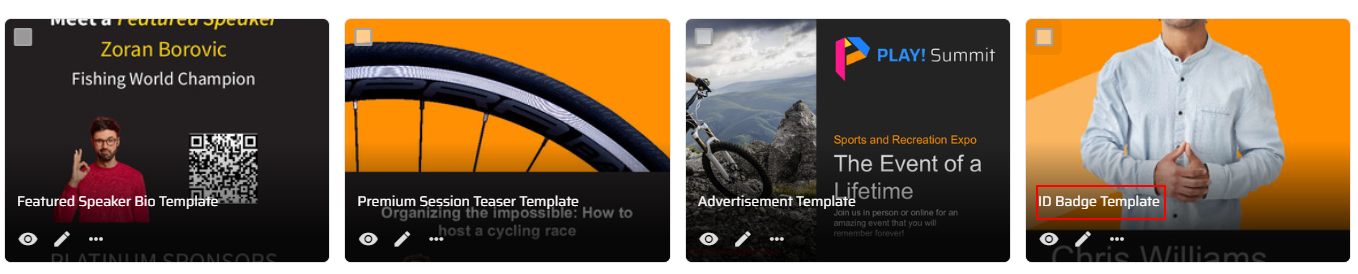 Meet a Featured Speaker
Zoran Borovic
Fishing World Champion
Featured Speaker Bio Template
PLATINUM SPONSORS
Premium Session Teaser Template
Organizing the impossible: How to
host a cycling race
PLAY! Summit
Sports and Recreation Expo
The Event of a
Lifetime
Advertisement Template
Join us in person or online for an
amazing event that you will
remember forever!
ID Badge Template
Chris Williams